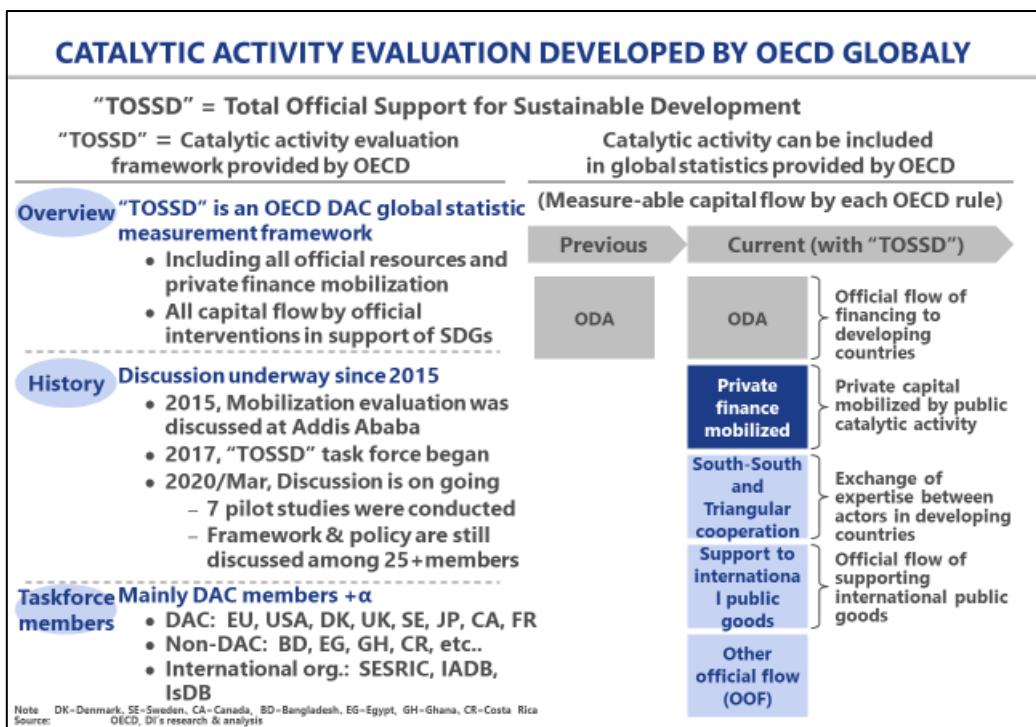 CATALYTIC ACTIVITY EVALUATION DEVELOPED BY OECD GLOBALY
“TOSSD” = Total Official Support for Sustainable Development
“TOSSD” = Catalytic activity evaluation
framework provided by OECD
Overview
“TOSSD” is an OECD DAC global statistic
measurement framework
• Including all official resources and
private finance mobilization
• All capital flow by official
interventions in support of SDGs
History
Discussion underway since 2015
• 2015, Mobilization evaluation was
discussed at Addis Ababa
• 2017, “TOSSD” task force began
• 2020/Mar, Discussion is on going
– 7 pilot studies were conducted
– Framework & policy are still
discussed among 25+members
Taskforce
members
Mainly DAC members +α
• DAC: EU, USA, DK, UK, SE, JP, CA, FR
• Non-DAC: BD, EG, GH, CR, etc..
• International org.: SESRIC, IADB,
IsDB
Catalytic activity can be included
in global statistics provided by OECD
(Measure-able capital flow by each OECD rule)
Previous
Current (with “TOSSD”)
ODA
ODA
Official flow of
financing to
developing
countries
Private
finance
mobilized
Private capital
mobilized by public
catalytic activity
South-South
and
Triangular
cooperation
Exchange of
expertise between
actors in developing
countries
Support to
internationa
l public
goods
Official flow of
supporting
international public
goods
Other
official flow
(OOF)
Note DK=Denmark, SE=Sweden, CA=Canada, BD=Bangladesh, EG=Egypt, GH=Ghana, CR=Costa Rica
Source: OECD, DI's research & analysis